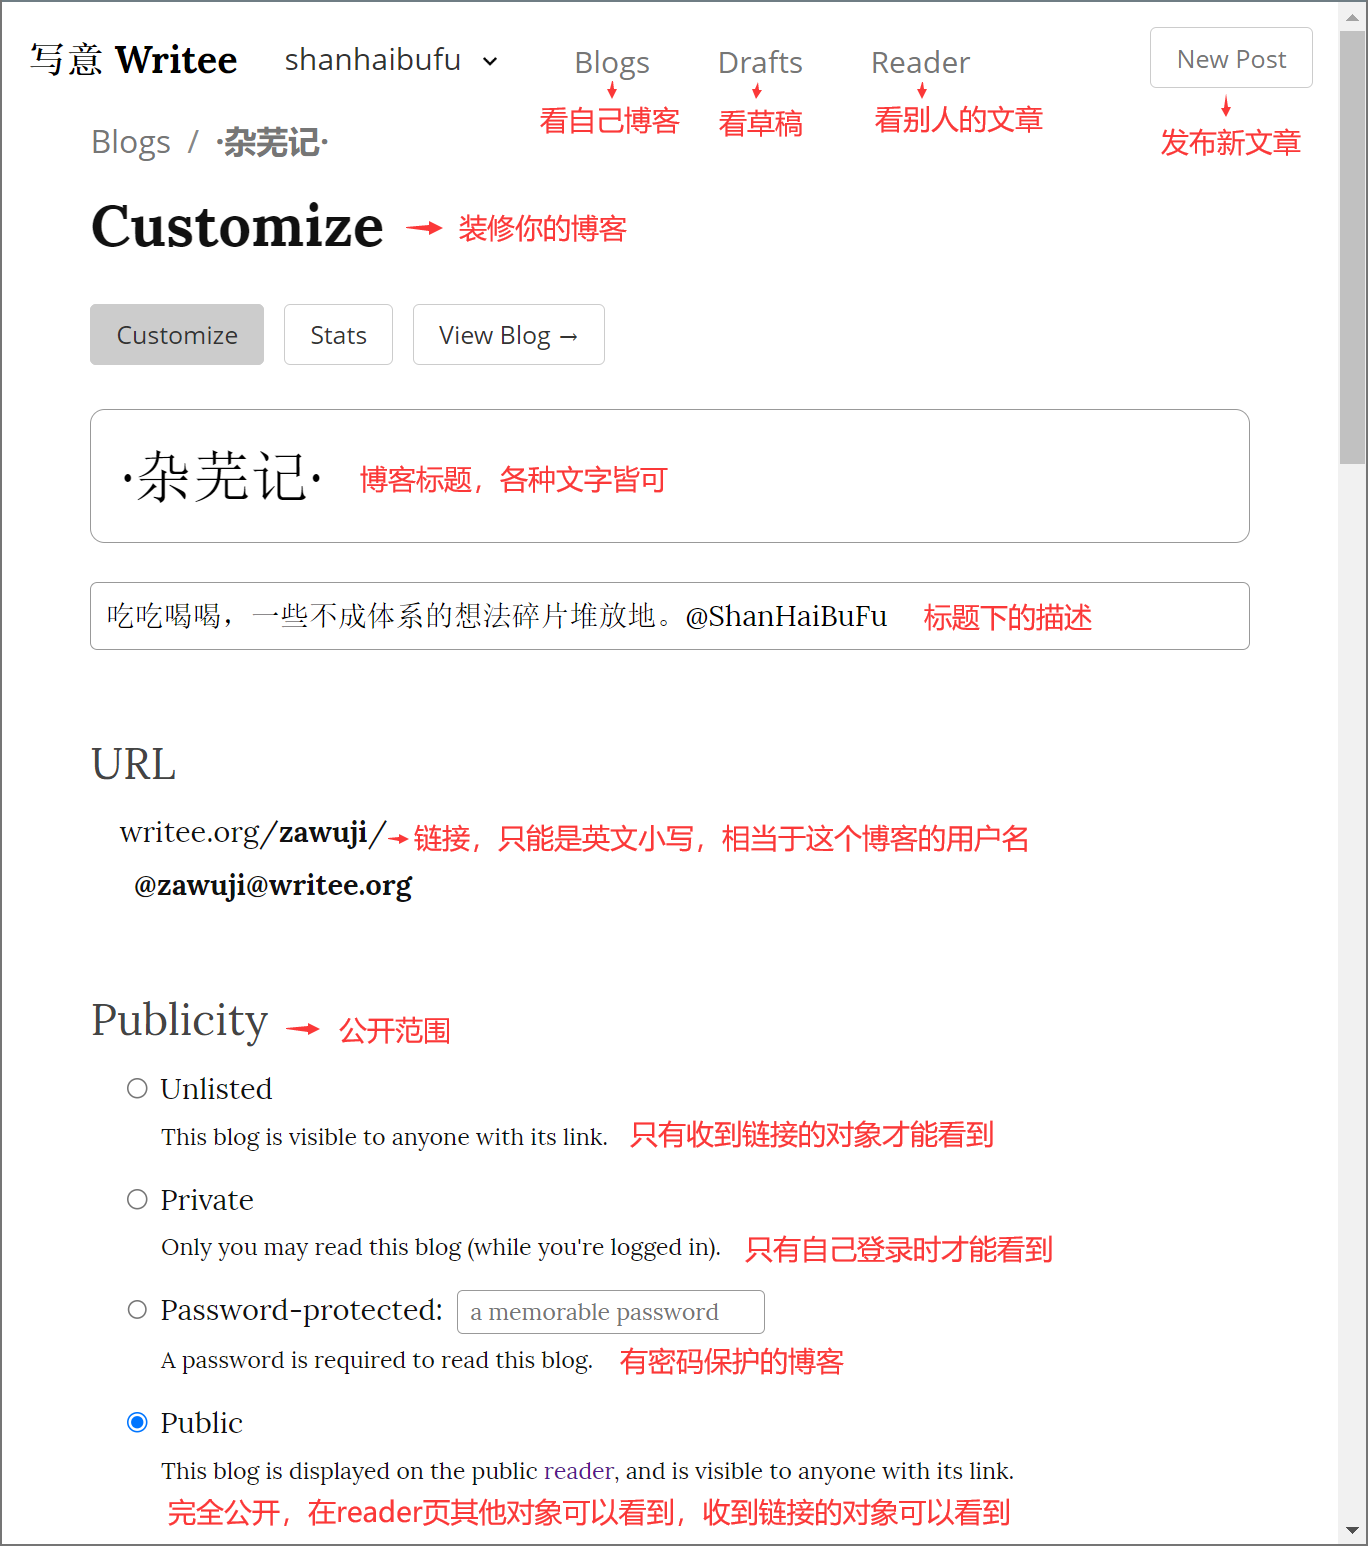 写意 Writee shanhaibufu Blogs Drafts Reader New Post
看自己博客 看草稿 看别人的文章 发布新文章
Blogs / ·杂芜记·
Customize 装修你的博客
Customize Stats View Blog →
·杂芜记· 博客标题，各种文字皆可
吃吃喝喝，一些不成体系的想法碎片堆放地。@ShanHaiBuFu 标题下的描述
URL
writee.org/zawuji/ 链接，只能是英文小写，相当于这个博客的用户名
@zawuji@writee.org
Publicity 公开范围
Unlisted
This blog is visible to anyone with its link. 只有收到链接的对象才能看到
Private
Only you may read this blog (while you're logged in). 只有自己登录时才能看到
Password-protected: a memorable password
A password is required to read this blog. 有密码保护的博客
Public
This blog is displayed on the public reader, and is visible to anyone with its link.
完全公开，在reader页其他对象可以看到，收到链接的对象可以看到